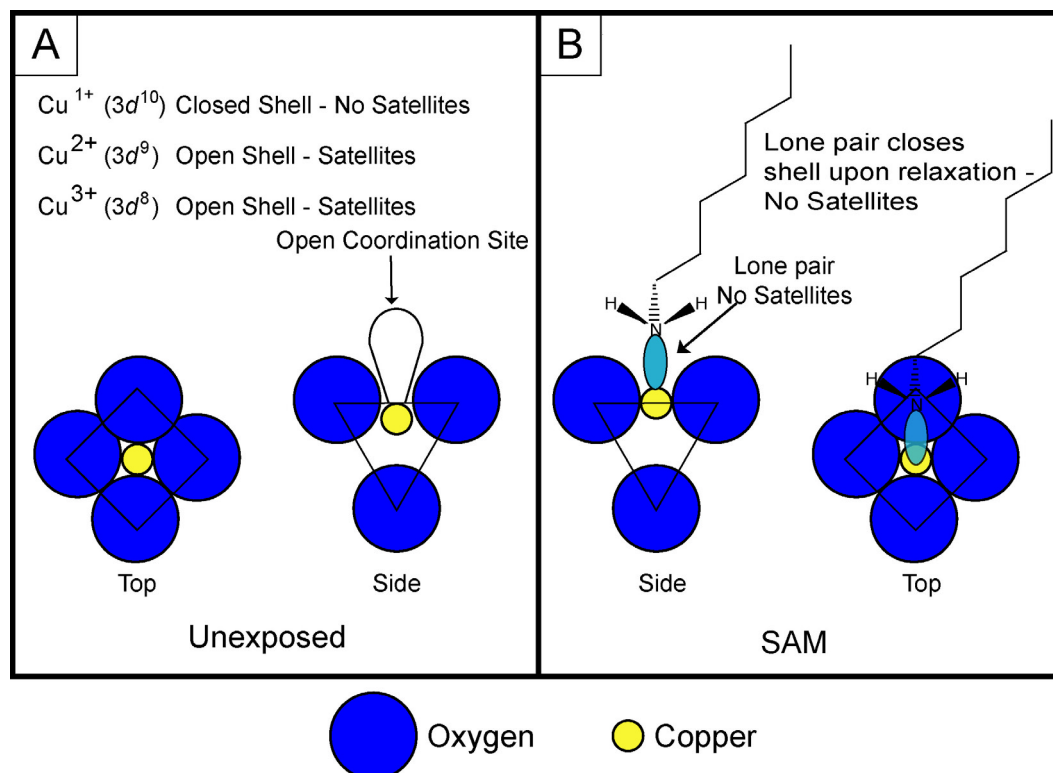 A
Cu 1+ (3d10) Closed Shell - No Satellites
Cu2+ (3d9) Open Shell - Satellites
Cu3+ (3d8) Open Shell - Satellites
Open Coordination Site
Top
Side
Unexposed
B
Lone pair closes
shell upon relaxation -
No Satellites
Lone pair
No Satellites
H
H
N
H
H
N
Side
Top
SAM
Oxygen
Copper